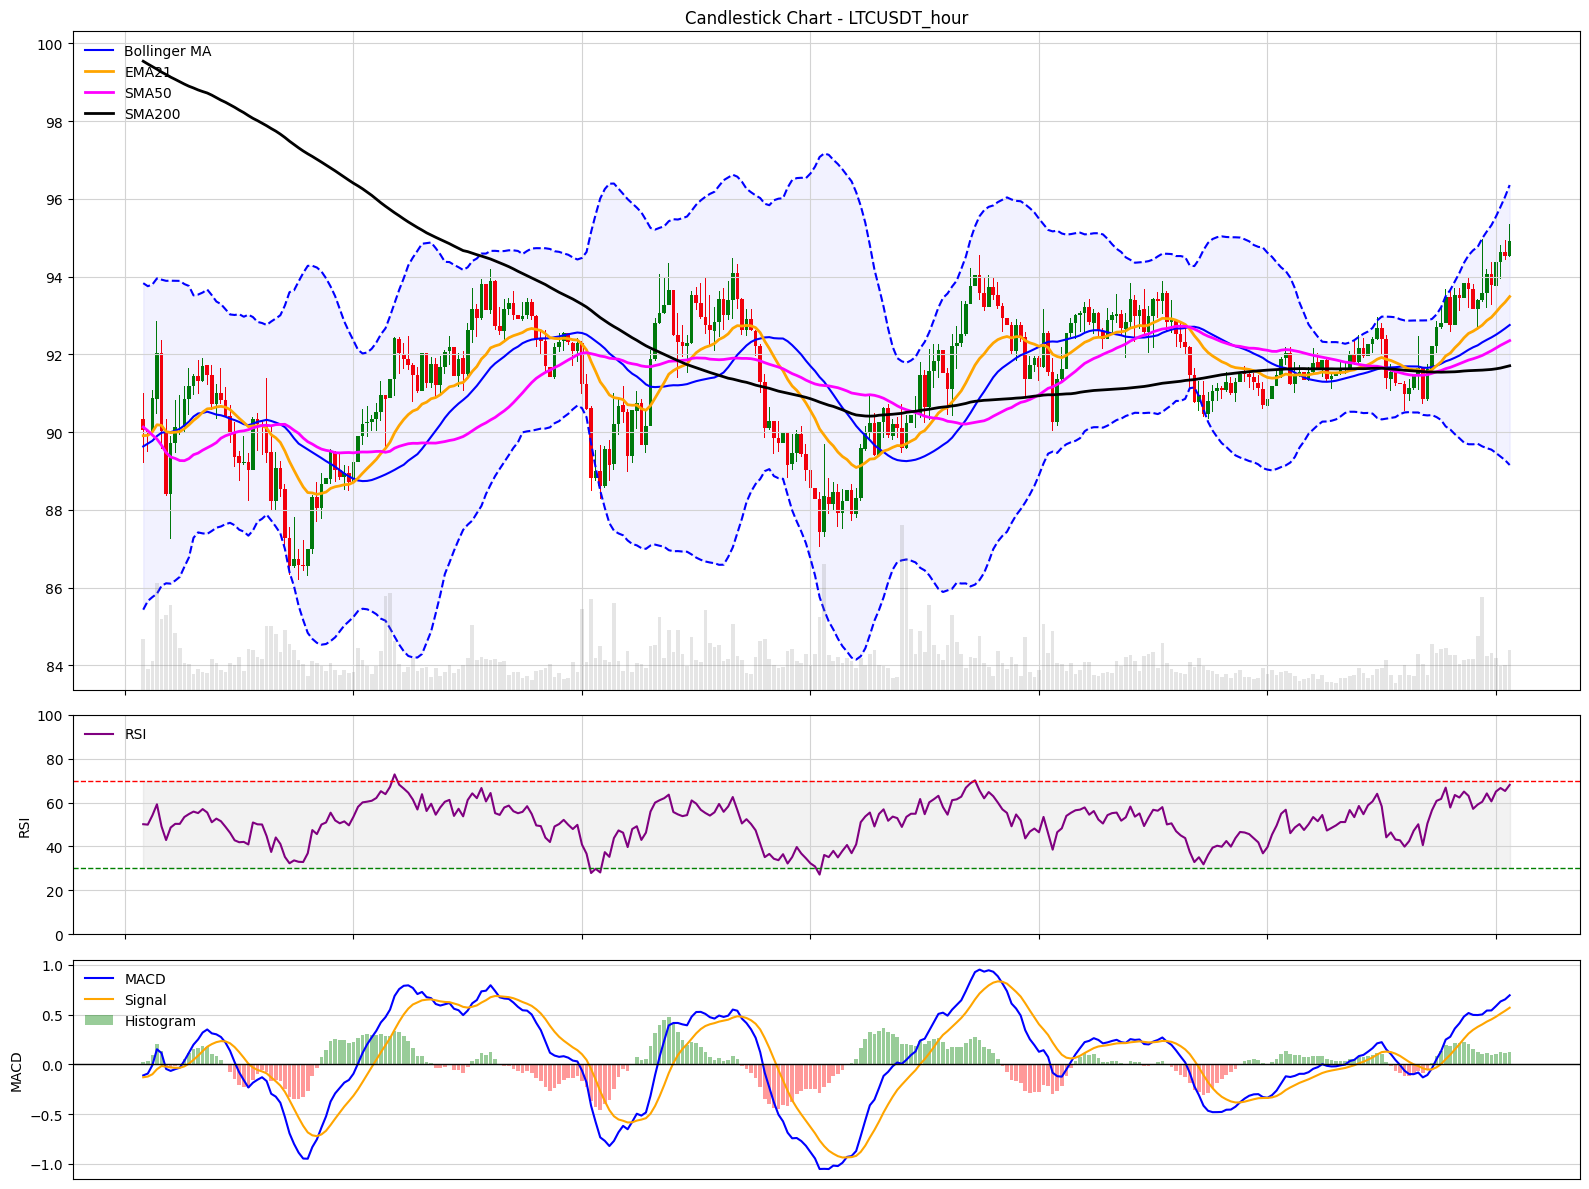 Candlestick Chart - LTCUSDT_hour
100
98
96
94
92
90
88
86
84
Bollinger MA
EMA21
SMA50
SMA200
100
80
60
40
20
0
RSI
RSI
1.0
0.5
0.0
−0.5
−1.0
MACD
MACD
Signal
Histogram